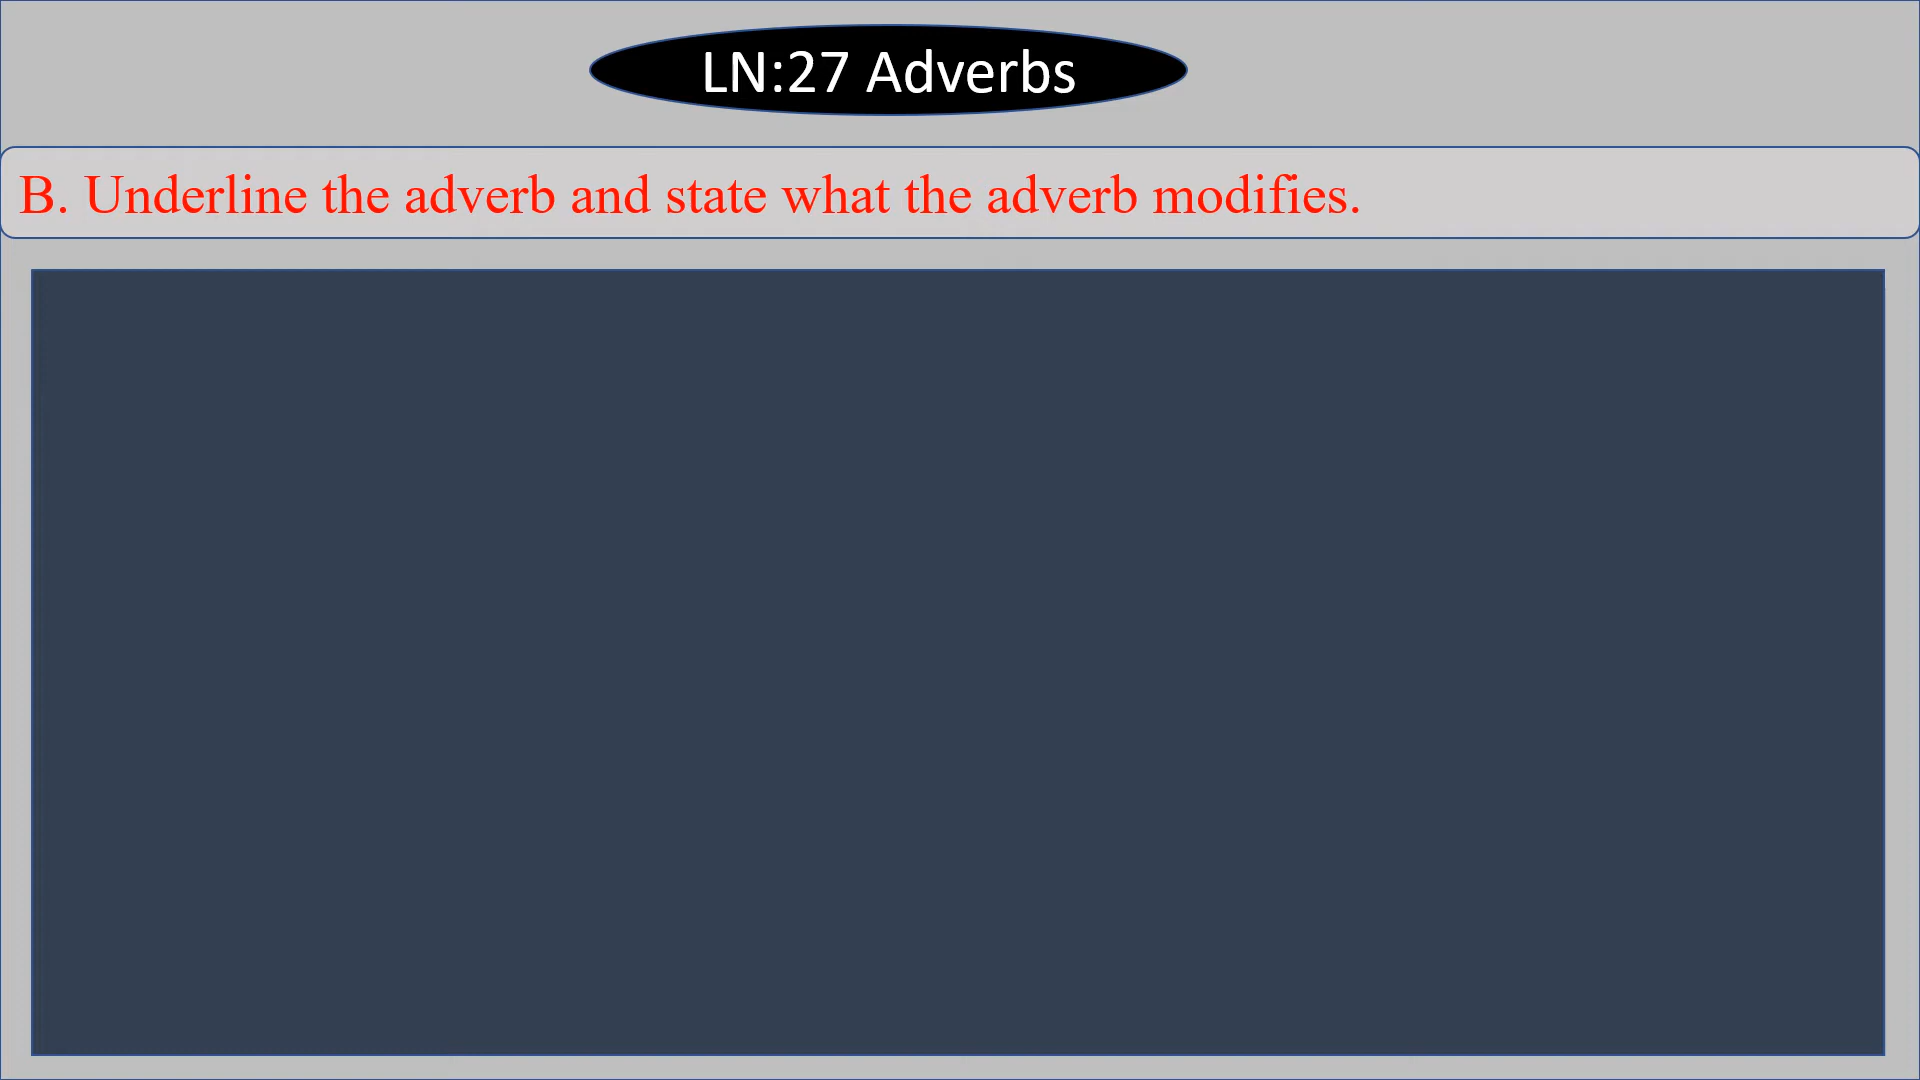 LN:27 Adverbs
B. Underline the adverb and state what the adverb modifies.